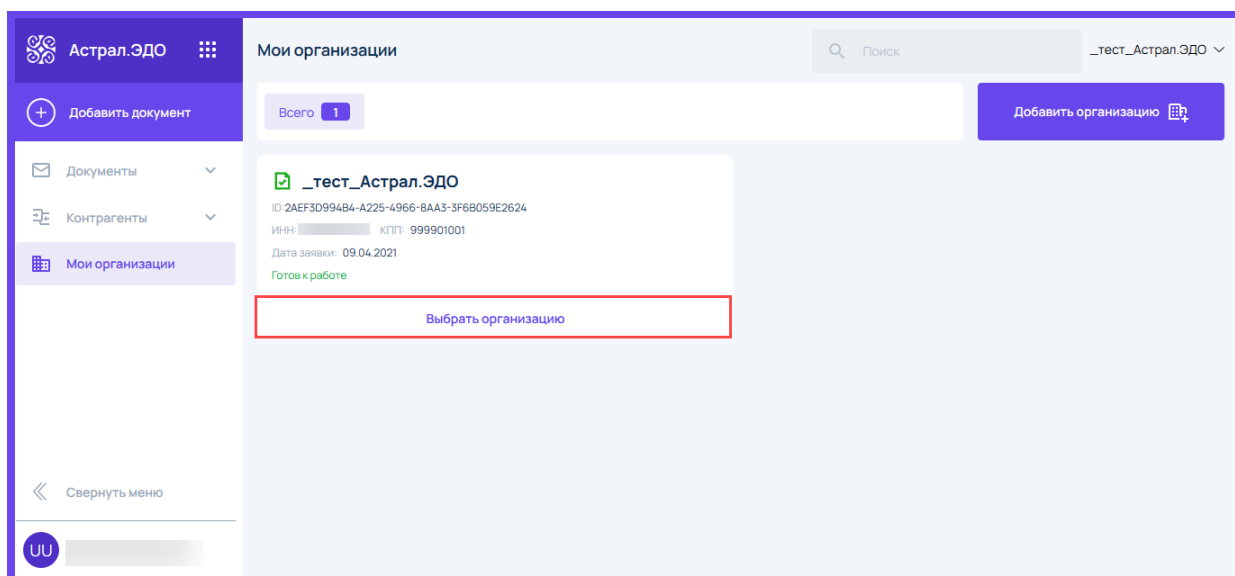 Астрал.ЭДО
Мои организации
Поиск
_тест_Астрал.ЭДО
Добавить документ
Всего 1
Добавить организацию
Документы
Контрагенты
Мои организации
_тест_Астрал.ЭДО
ID:2AEF3D994B4-A225-4966-8AA3-3F6B059E2624
ИНН: КПП: 999901001
Дата заявки: 09.04.2021
Готов к работе
Выбрать организацию
Свернуть меню
UU